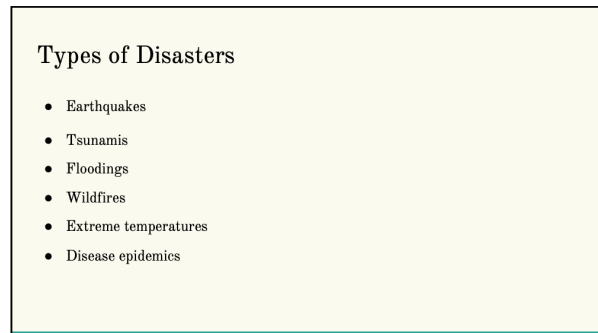 Types of Disasters
● Earthquakes
● Tsunamis
● Floodings
● Wildfires
● Extreme temperatures
● Disease epidemics